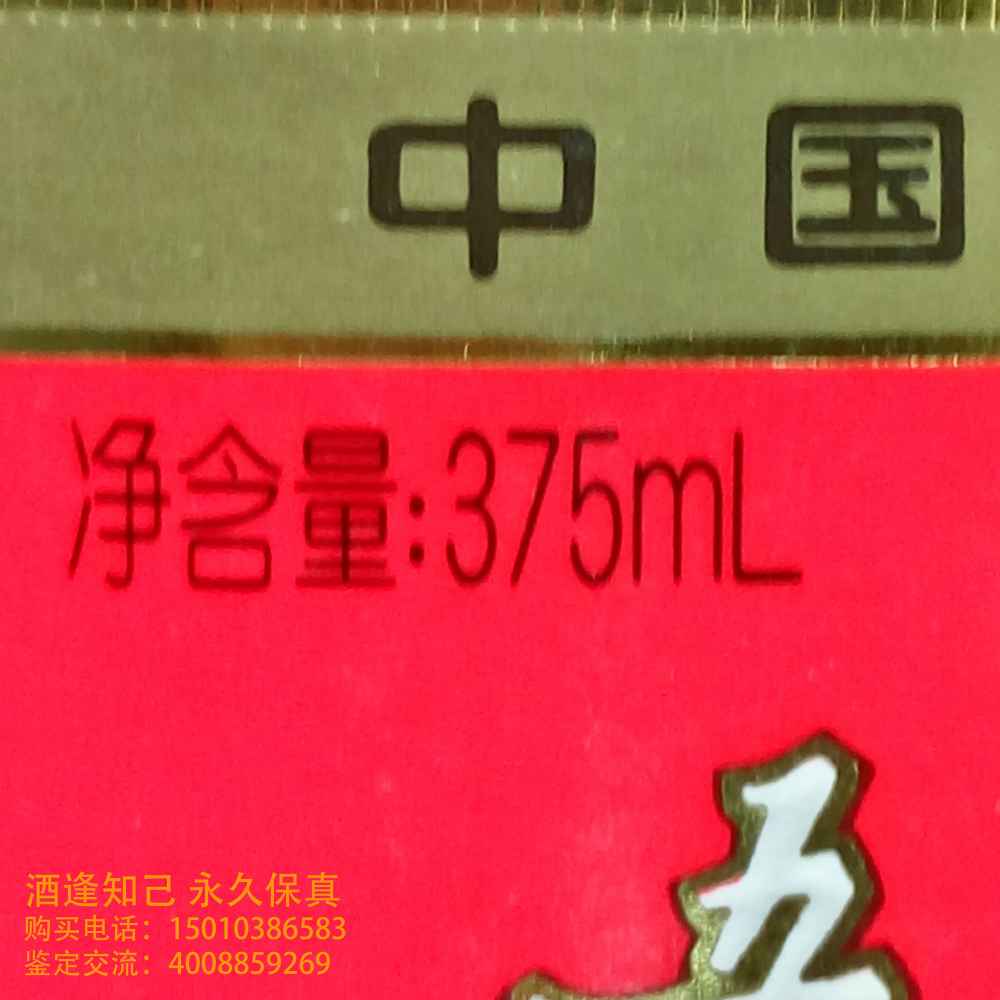 中国
净含量:375mL
五
酒逢知己 永久保真
购买电话：15010386583
鉴定交流：4008859269